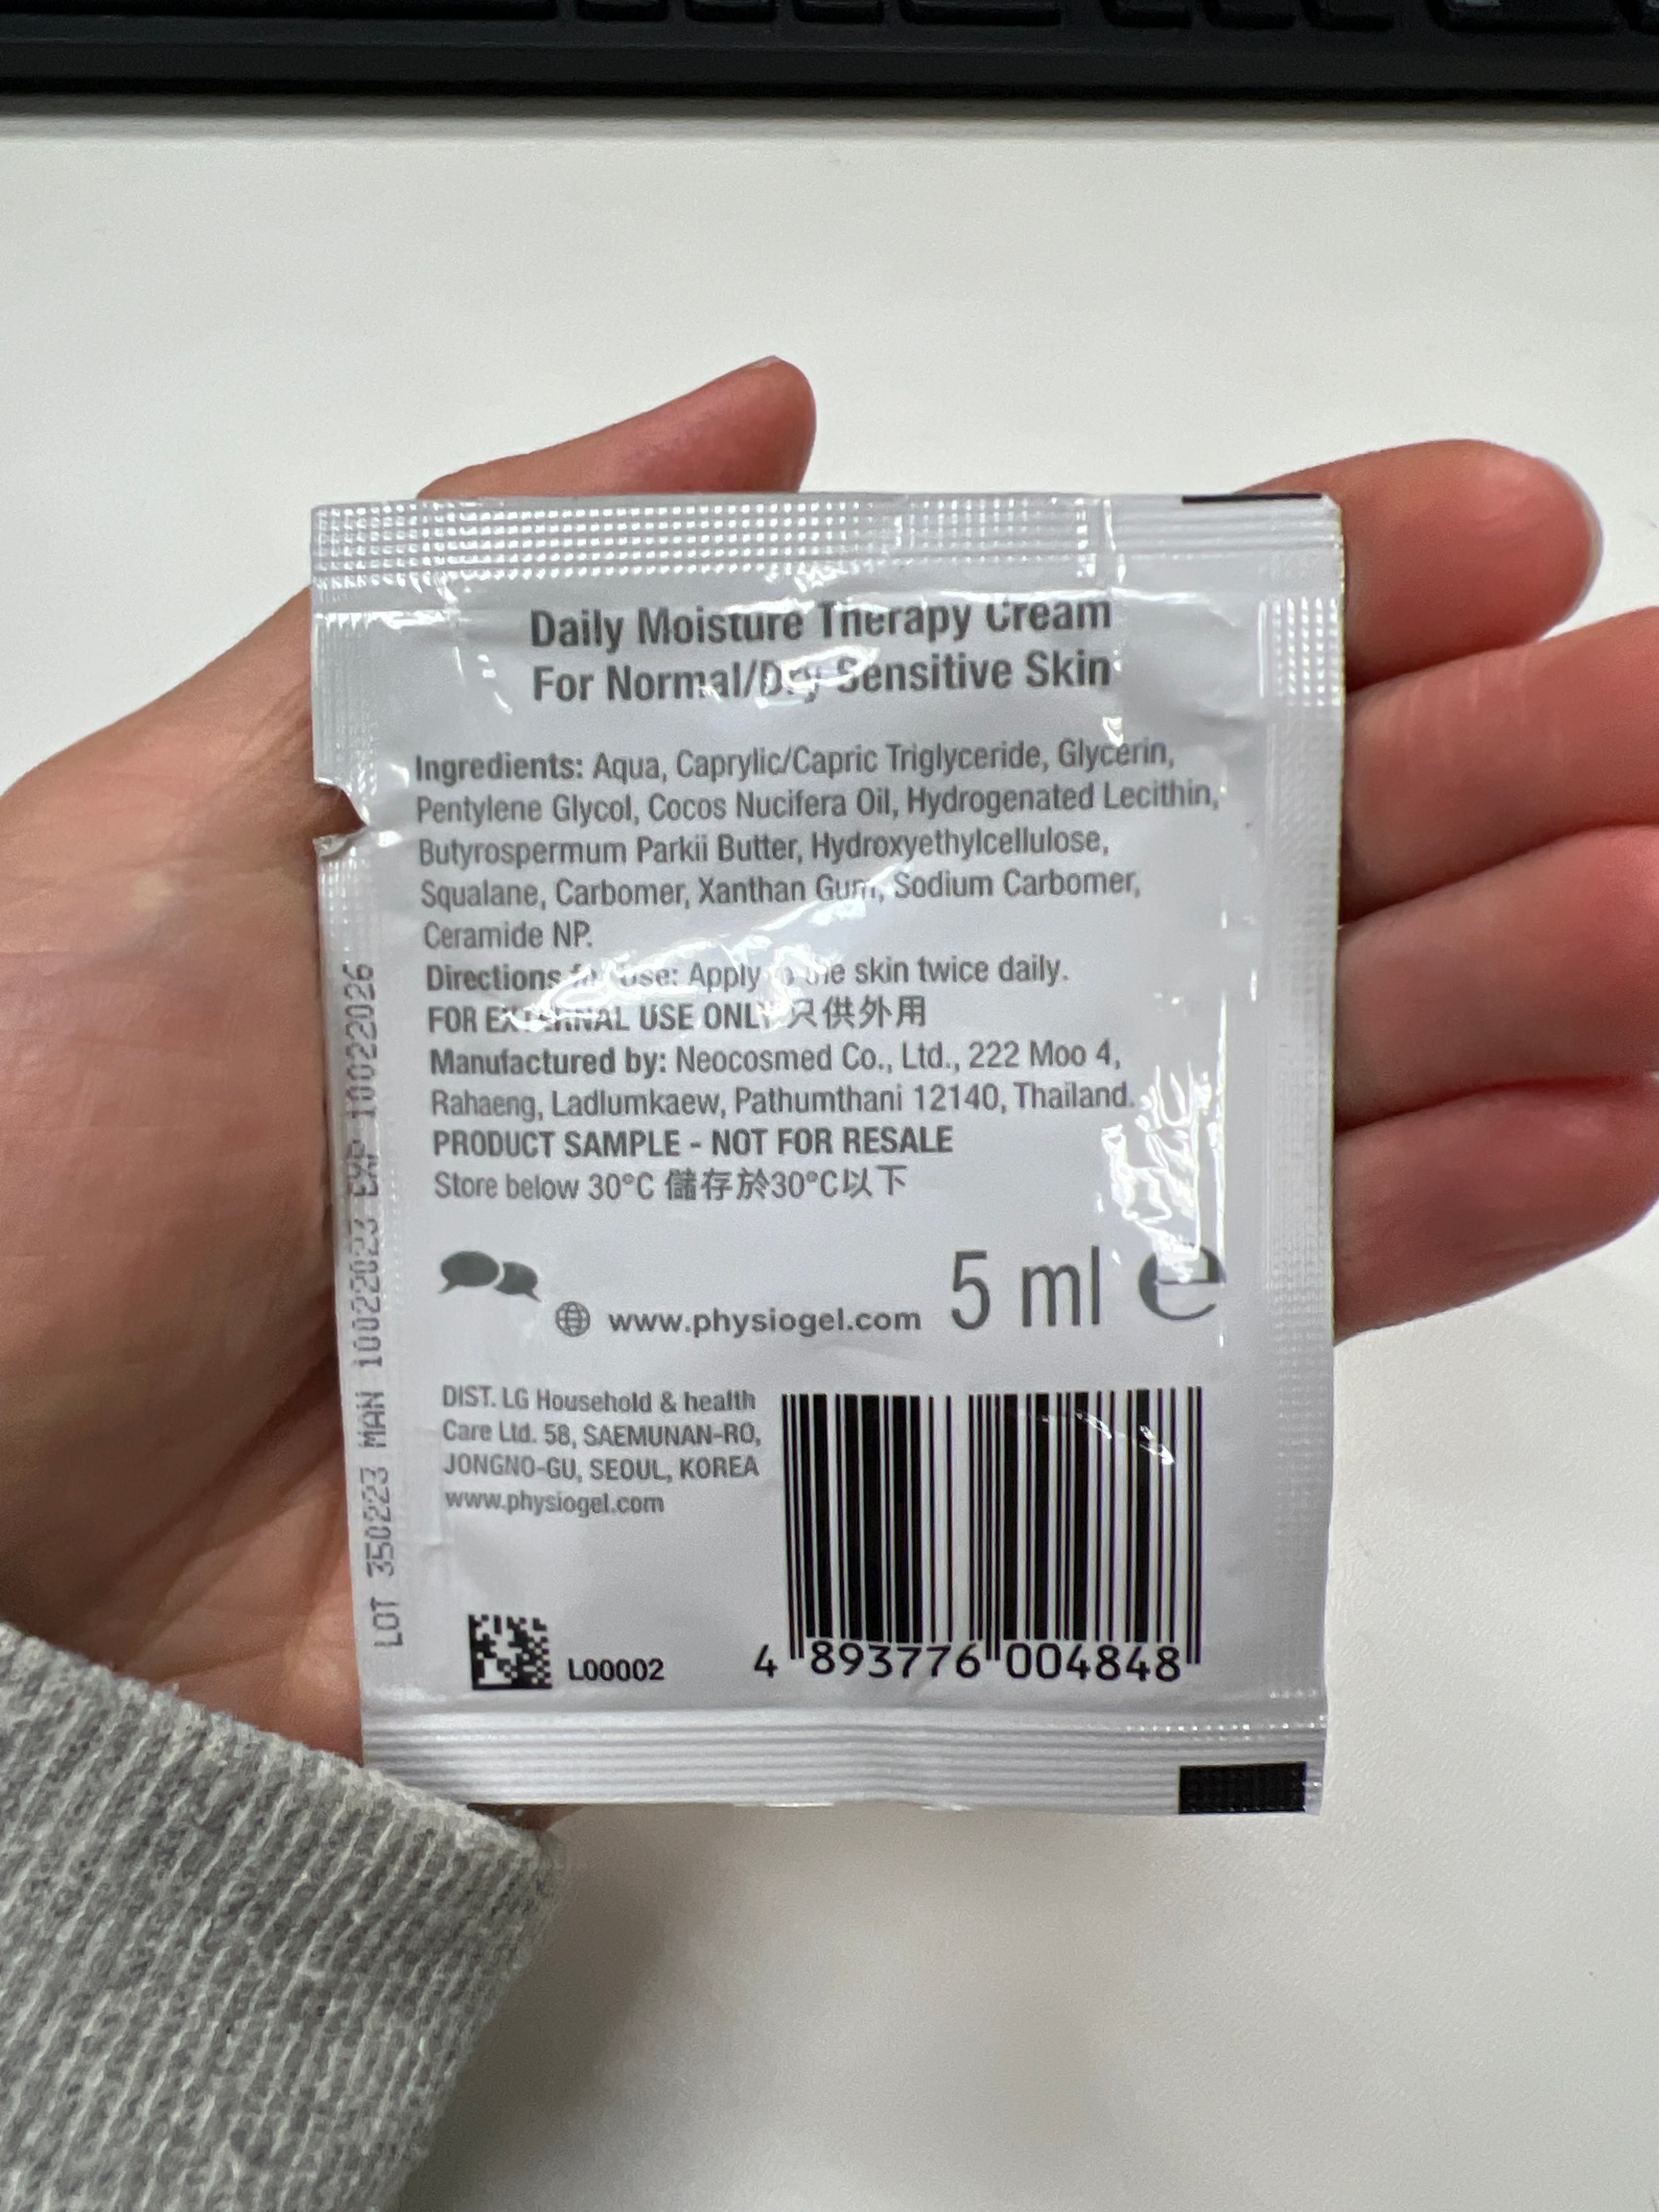 Daily Moisture Therapy Cream
For Normal/Dry Sensitive Skin
Ingredients: Aqua, Caprylic/Capric Triglyceride, Glycerin,
Pentylene Glycol, Cocos Nucifera Oil, Hydrogenated Lecithin,
Butyrospermum Parkii Butter, Hydroxyethylcellulose,
Squalane, Carbomer, Xanthan Gum, Sodium Carbomer,
Ceramide NP.
Directions for Use: Apply to the skin twice daily.
FOR EXTERNAL USE ONLY 只供外用
Manufactured by: Neocosmed Co., Ltd., 222 Moo 4,
Rahaeng, Ladlumkaew, Pathumthani 12140, Thailand.
PRODUCT SAMPLE - NOT FOR RESALE
Store below 30°C 儲存於30°C以下
www.physiogel.com 5 ml e
DIST. LG Household & health
Care Ltd. 58, SAEMUNAN-RO,
JONGNO-GU, SEOUL, KOREA
www.physiogel.com
L00002
4 893776 004848
LOT 350223 MAN 10022023 EXP 10022026